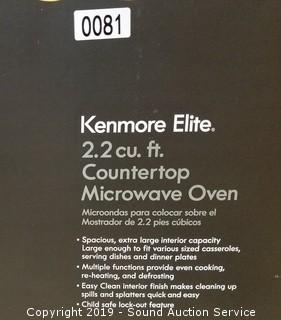 0081
Kenmore Elite®
2.2 cu. ft.
Countertop
Microwave Oven
Microondas para colocar sobre el
Mostrador de 2.2 pies cúbicos
• Spacious, extra large interior capacity
Large enough to fit various sized casseroles,
serving dishes and dinner plates
• Multiple functions provide even cooking,
re-heating, and defrosting
• Easy Clean interior finish makes cleaning up
spills and splatters quick and easy
• Child safe lock-out feature
Copyright 2019 - Sound Auction Service